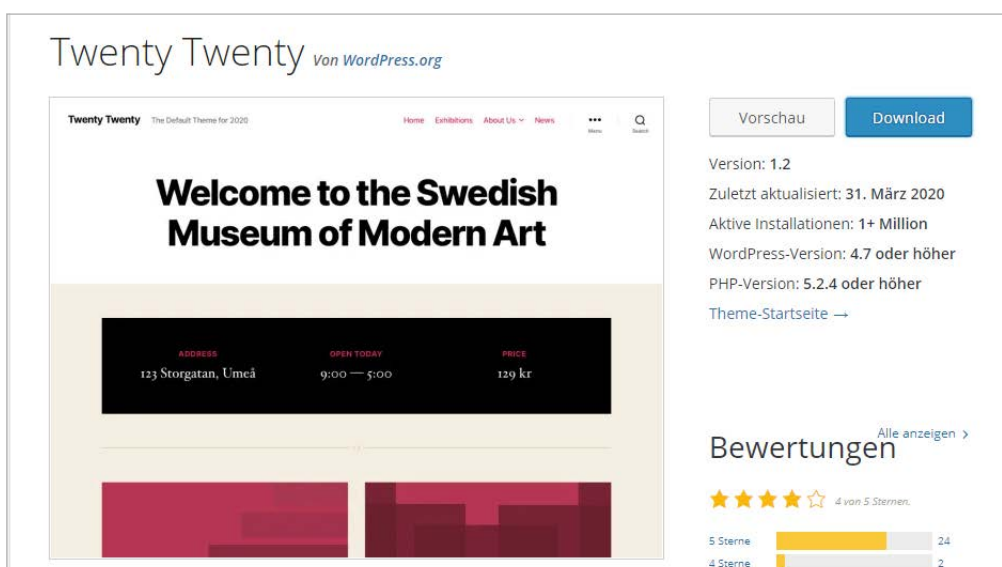 Twenty Twenty Von WordPress.org
Twenty Twenty The Default Theme for 2020 Home Exhibitions About Us News Menu Search
Welcome to the Swedish
Museum of Modern Art
ADDRESS OPEN TODAY PRICE
123 Storgatan, Umeå 9:00 — 5:00 129 kr
Vorschau Download
Version: 1.2
Zuletzt aktualisiert: 31. März 2020
Aktive Installationen: 1+ Million
WordPress-Version: 4.7 oder höher
PHP-Version: 5.2.4 oder höher
Theme-Startseite →
Alle anzeigen >
Bewertungen
4 von 5 Sternen.
5 Sterne 24
4 Sterne 2